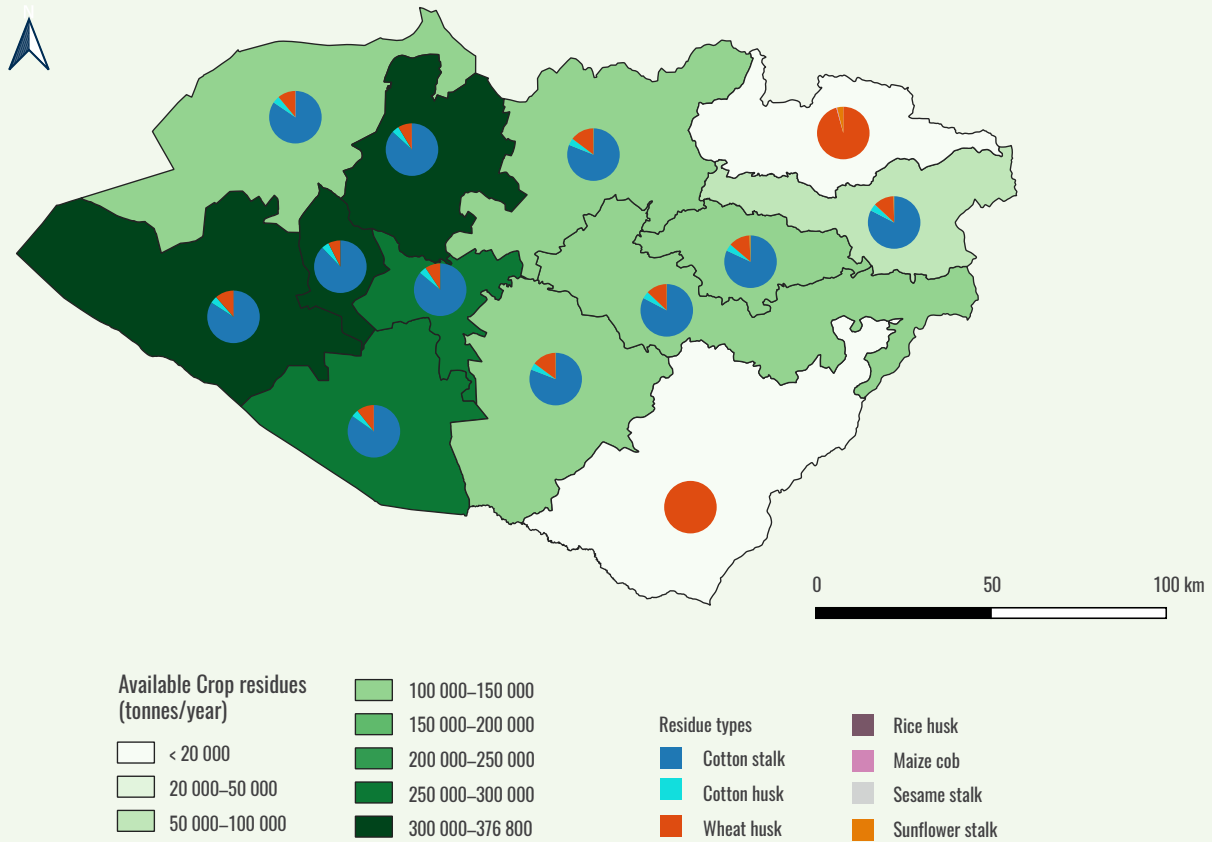 N
0 50 100 km
Available Crop residues
(tonnes/year)
< 20 000
20 000–50 000
50 000–100 000
100 000–150 000
150 000–200 000
200 000–250 000
250 000–300 000
300 000–376 800
Residue types
Cotton stalk
Cotton husk
Wheat husk
Rice husk
Maize cob
Sesame stalk
Sunflower stalk